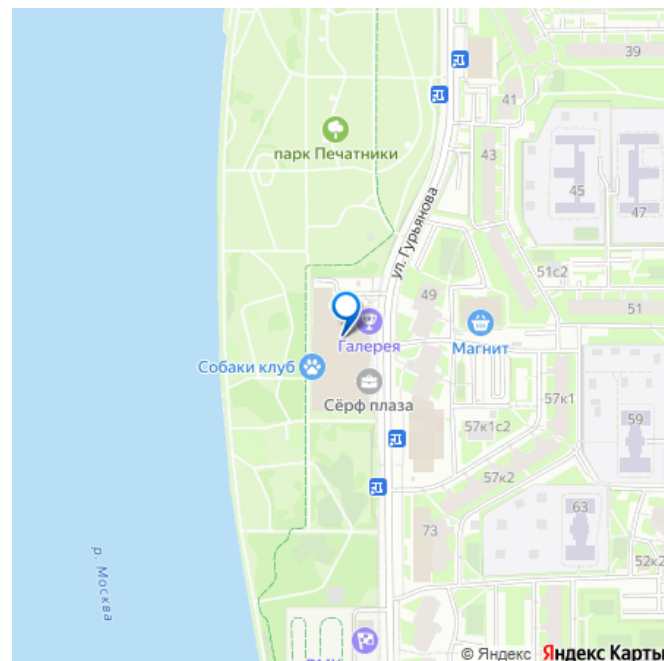 39
41
парк Печатники
43
45
47
ул. Гурьянова
51с2
49
51
Галерея
Магнит
Собаки клуб
Сёрф плаза
57к1
57к1с2
59
57к2
63
73
52к2
р. Москва
© Яндекс Яндекс Карты